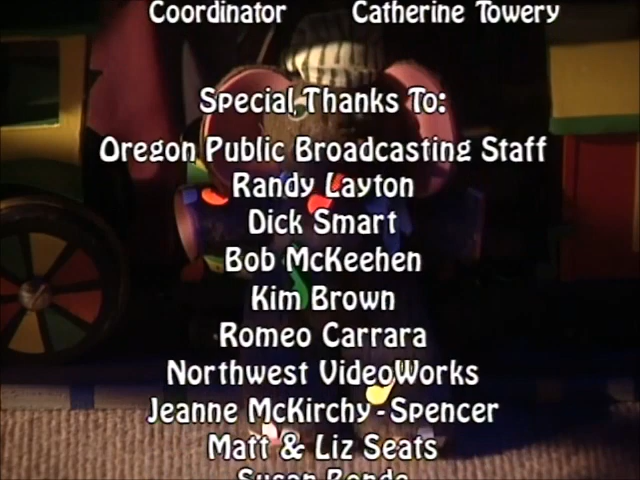 Coordinator Catherine Towery
Special Thanks To:
Oregon Public Broadcasting Staff
Randy Layton
Dick Smart
Bob McKeehen
Kim Brown
Romeo Carrara
Northwest VideoWorks
Jeanne McKirchy-Spencer
Matt & Liz Seats
Susan